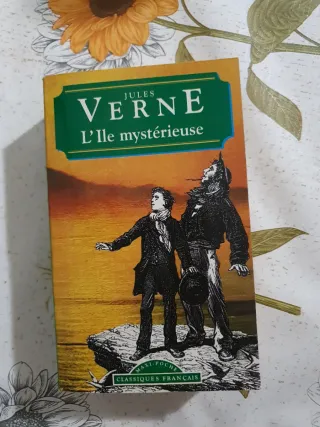 JULES
VERNE
L'Ile mystérieuse
MAXI-POCHE
CLASSIQUES FRANÇAIS